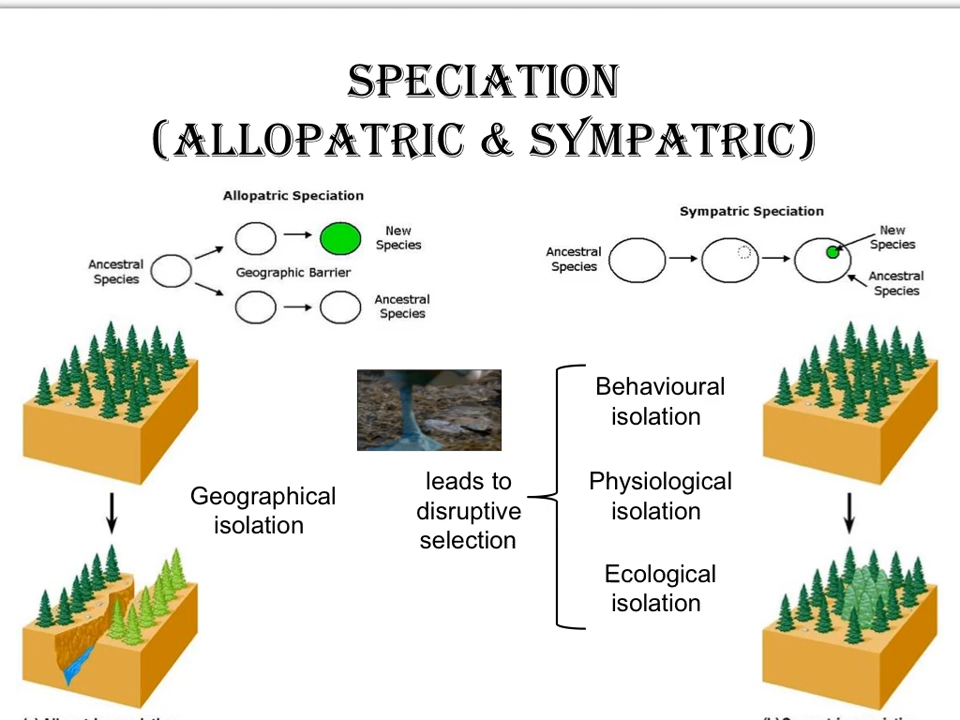 SPECIATION
(ALLOPATRIC & SYMPATRIC)
Allopatric Speciation
New
Species
Ancestral
Species
Geographic Barrier
Ancestral
Species
Sympatric Speciation
Ancestral
Species
New
Species
Ancestral
Species
Geographical
isolation
leads to
disruptive
selection
Behavioural
isolation
Physiological
isolation
Ecological
isolation